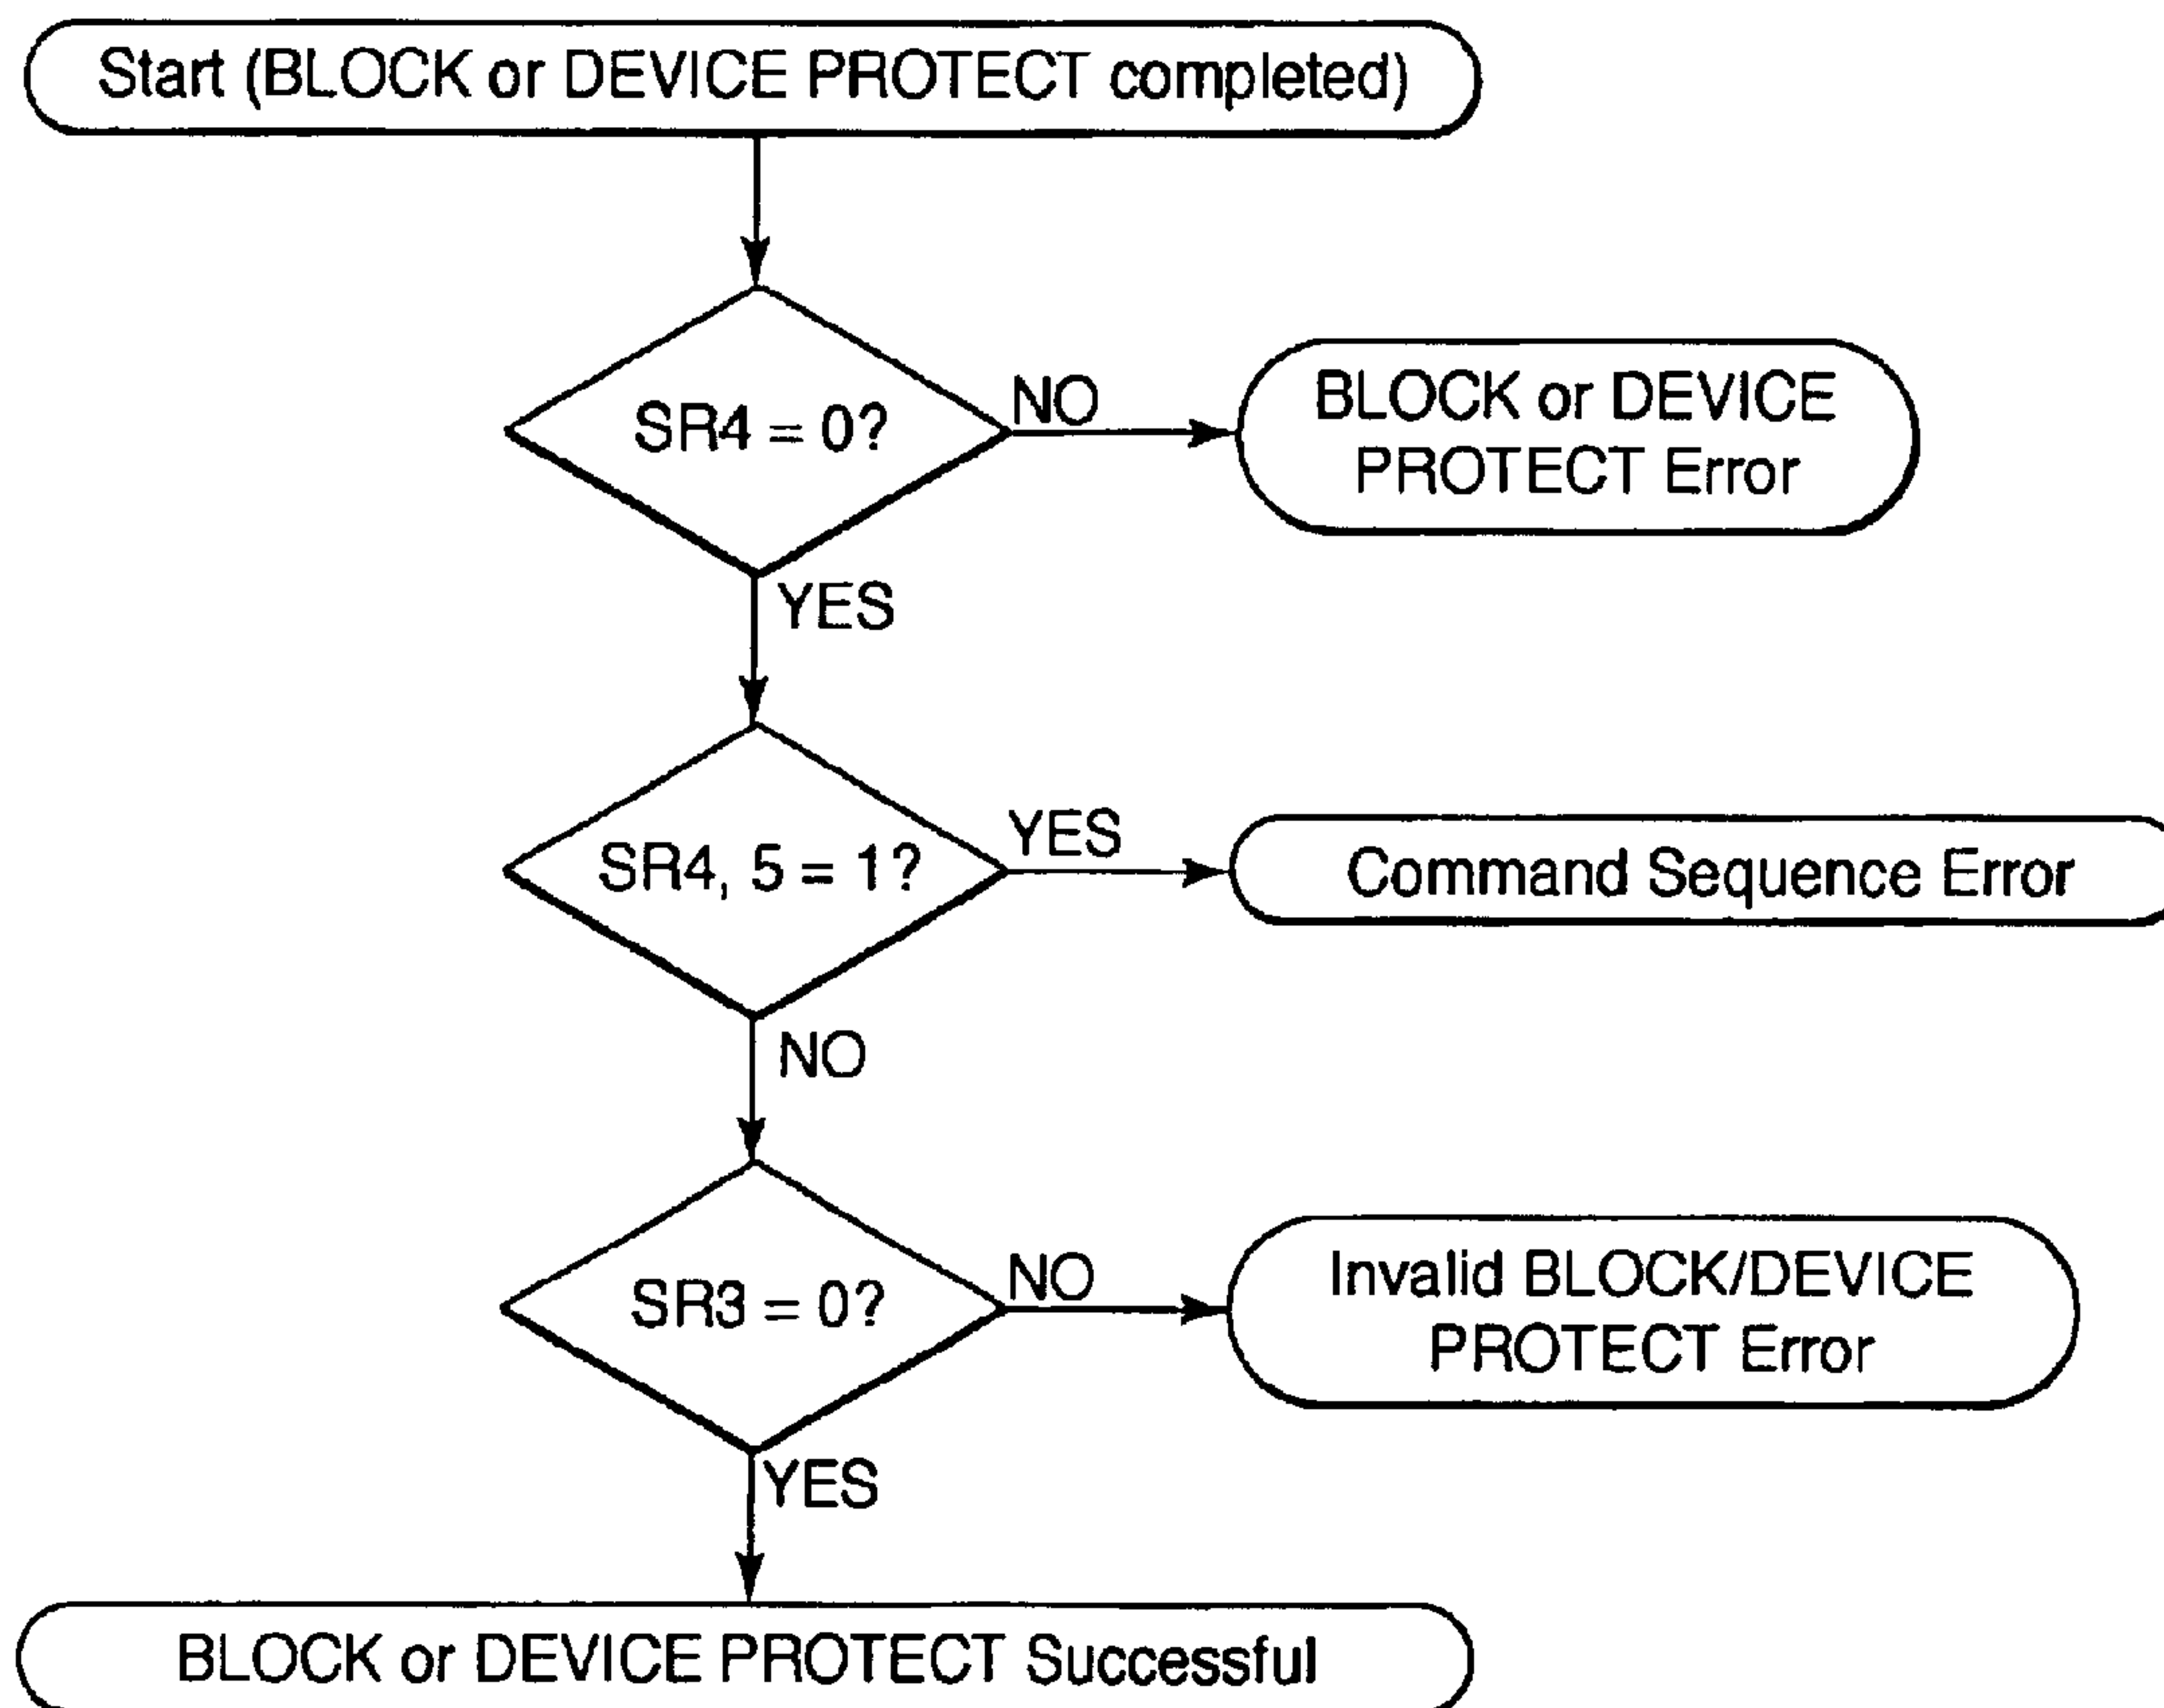 Start (BLOCK or DEVICE PROTECT completed)
SR4 = 0?
NO
BLOCK or DEVICE
PROTECT Error
YES
SR4, 5 = 1?
YES
Command Sequence Error
NO
SR3 = 0?
NO
Invalid BLOCK/DEVICE
PROTECT Error
YES
BLOCK or DEVICE PROTECT Successful